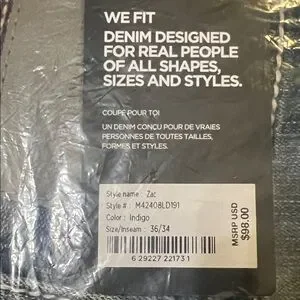 WE FIT
DENIM DESIGNED
FOR REAL PEOPLE
OF ALL SHAPES,
SIZES AND STYLES.
COUPE POUR TOI
UN DENIM CONÇU POUR DE VRAIES
PERSONNES DE TOUTES TAILLES,
FORMES ET STYLES.
Style name : Zac
Style # : M42408LD191
Color : Indigo
Size/Inseam : 36/34
6 29227 22173 1
MSRP USD
$98.00